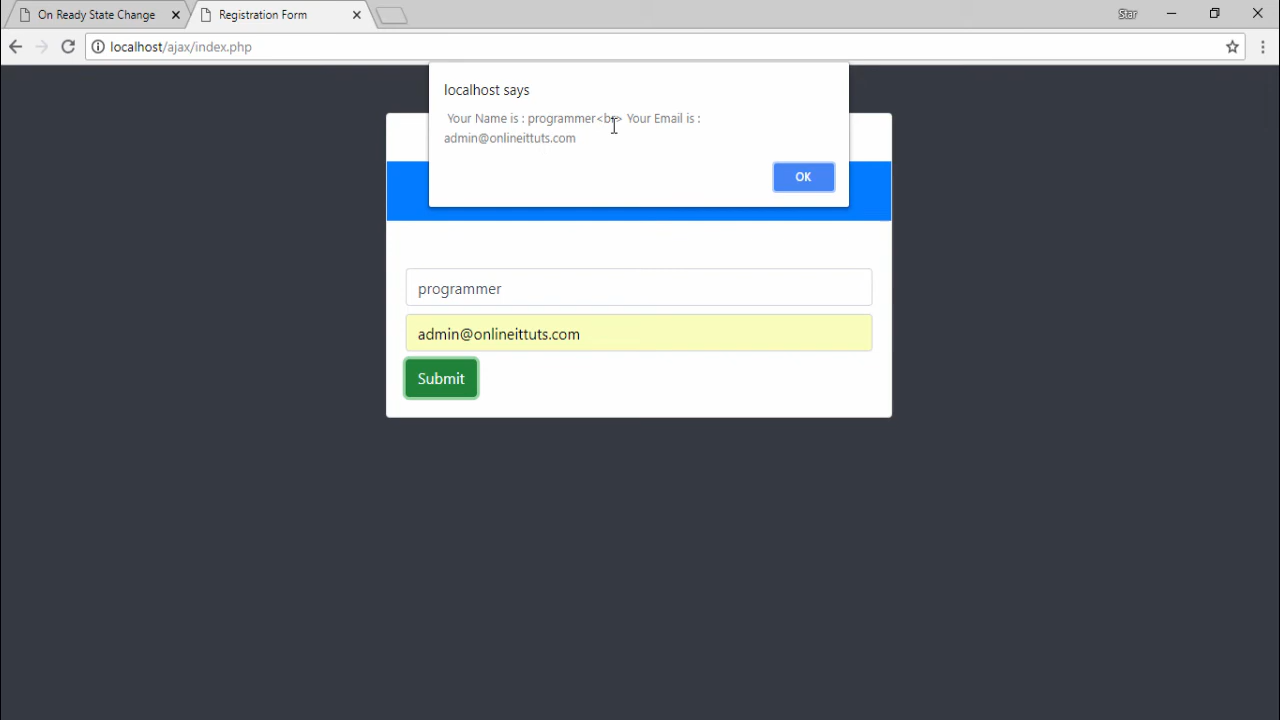 On Ready State Change
Registration Form
Star
localhost/ajax/index.php
localhost says
Your Name is : programmer<br> Your Email is :
admin@onlineittuts.com
OK
programmer
admin@onlineittuts.com
Submit